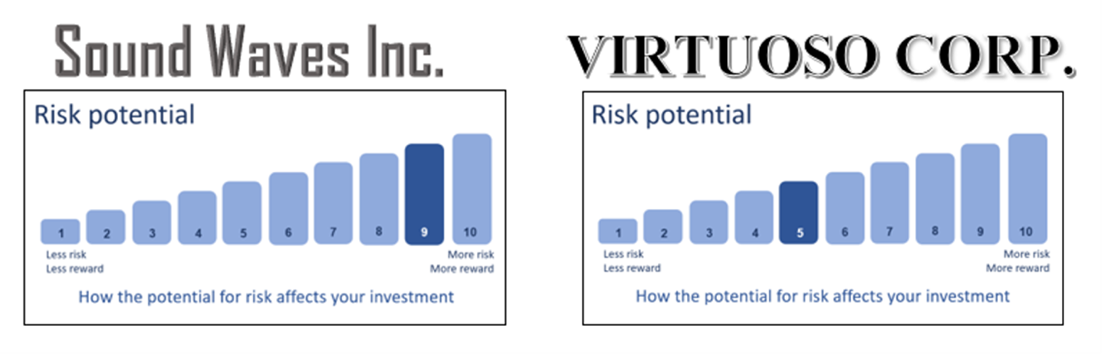 Sound Waves Inc.
Risk potential
1 2 3 4 5 6 7 8 9 10
Less risk More risk
Less reward More reward
How the potential for risk affects your investment
VIRTUOSO CORP.
Risk potential
1 2 3 4 5 6 7 8 9 10
Less risk More risk
Less reward More reward
How the potential for risk affects your investment